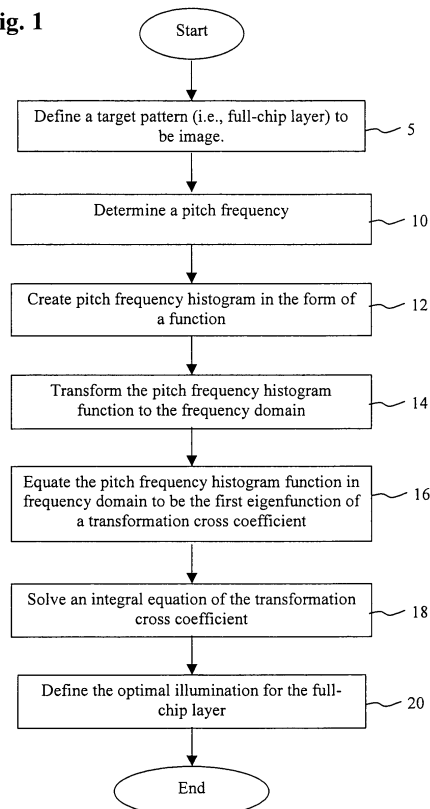 ig. 1
Start
Define a target pattern (i.e., full-chip layer) to
be image.
5
Determine a pitch frequency
10
Create pitch frequency histogram in the form of
a function
12
Transform the pitch frequency histogram
function to the frequency domain
14
Equate the pitch frequency histogram function in
frequency domain to be the first eigenfunction of
a transformation cross coefficient
16
Solve an integral equation of the transformation
cross coefficient
18
Define the optimal illumination for the full-
chip layer
20
End